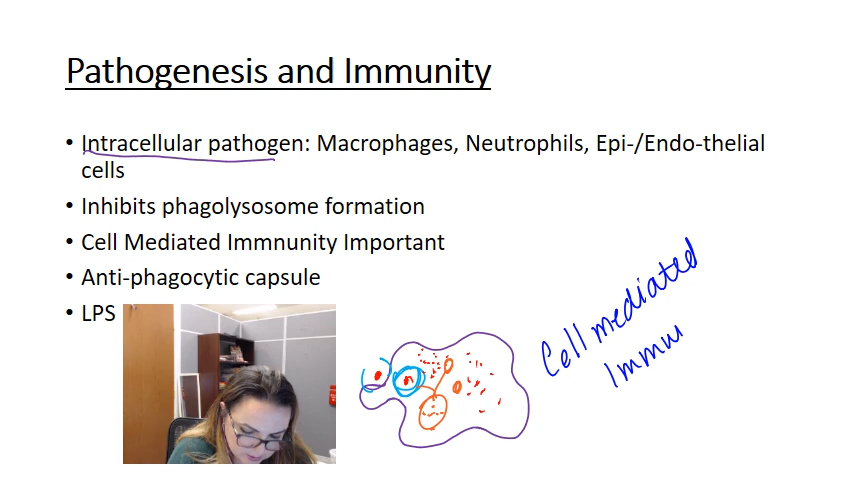 Pathogenesis and Immunity
• Intracellular pathogen: Macrophages, Neutrophils, Epi-/Endo-thelial
cells
• Inhibits phagolysosome formation
• Cell Mediated Immnunity Important
• Anti-phagocytic capsule
• LPS
Cell mediated
Immu